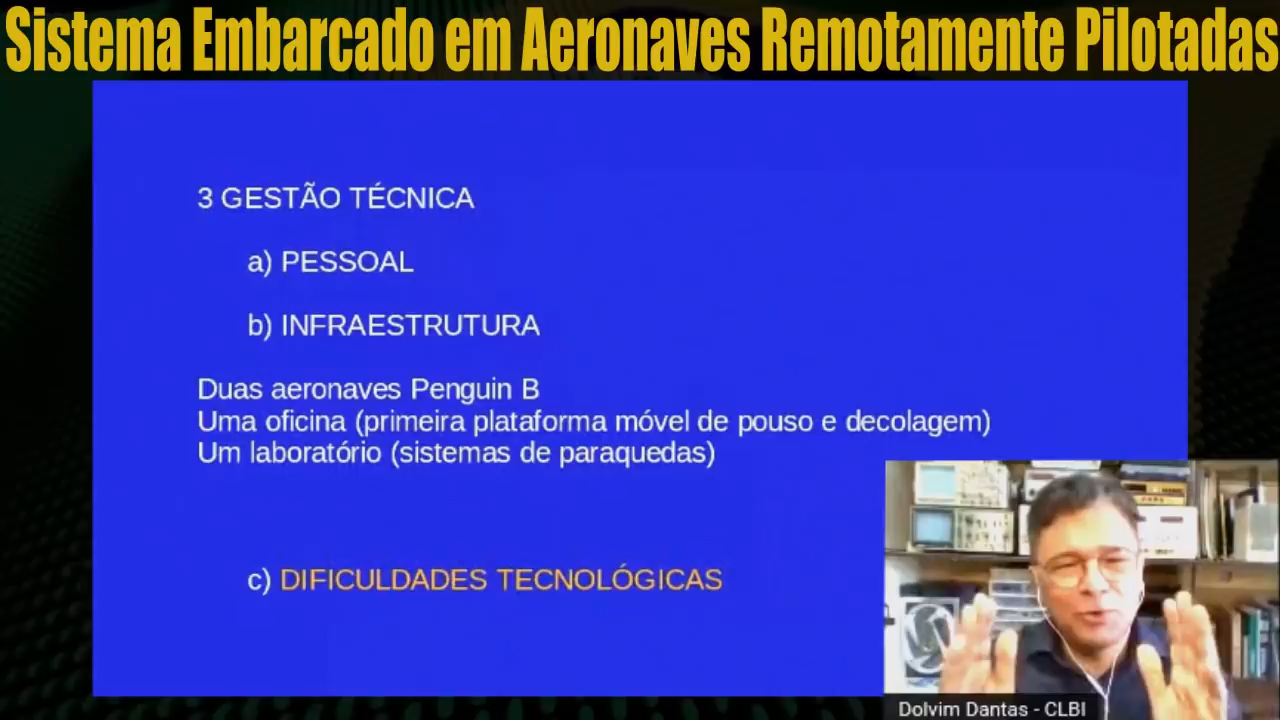 Sistema Embarcado em Aeronaves Remotamente Pilotadas
3 GESTÃO TÉCNICA
a) PESSOAL
b) INFRAESTRUTURA
Duas aeronaves Penguin B
Uma oficina (primeira plataforma móvel de pouso e decolagem)
Um laboratório (sistemas de paraquedas)
c) DIFICULDADES TECNOLÓGICAS
Dolvim Dantas - CLBI